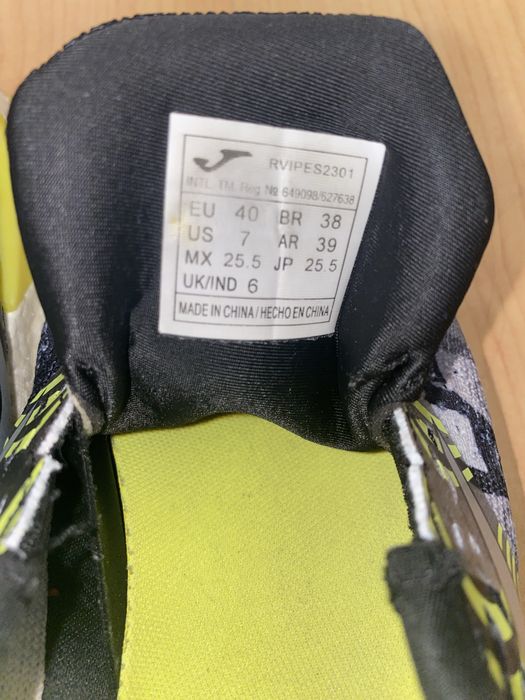 RVIPES2301
INTL. TM. Reg № 649098/627638
EU 40 BR 38
US 7 AR 39
MX 25.5 JP 25.5
UK/IND 6
MADE IN CHINA / HECHO EN CHINA